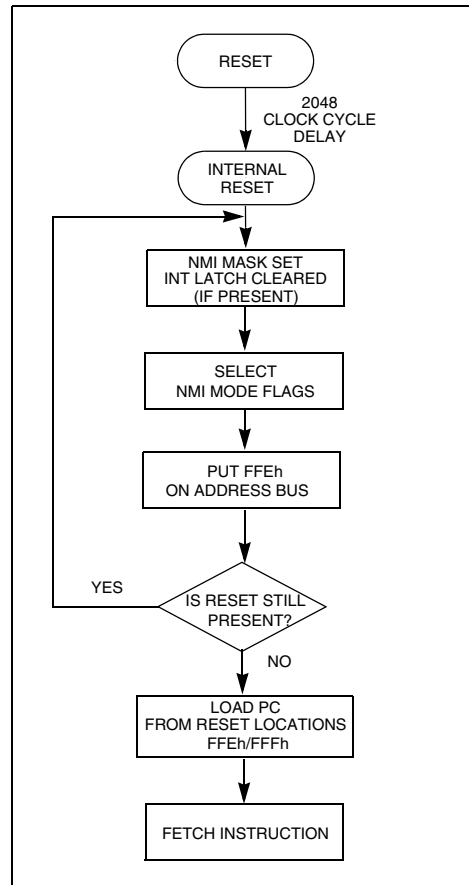 RESET
2048
CLOCK CYCLE
DELAY
INTERNAL
RESET
NMI MASK SET
INT LATCH CLEARED
(IF PRESENT)
SELECT
NMI MODE FLAGS
PUT FFEh
ON ADDRESS BUS
YES
IS RESET STILL
PRESENT?
NO
LOAD PC
FROM RESET LOCATIONS
FFEh/FFFh
FETCH INSTRUCTION